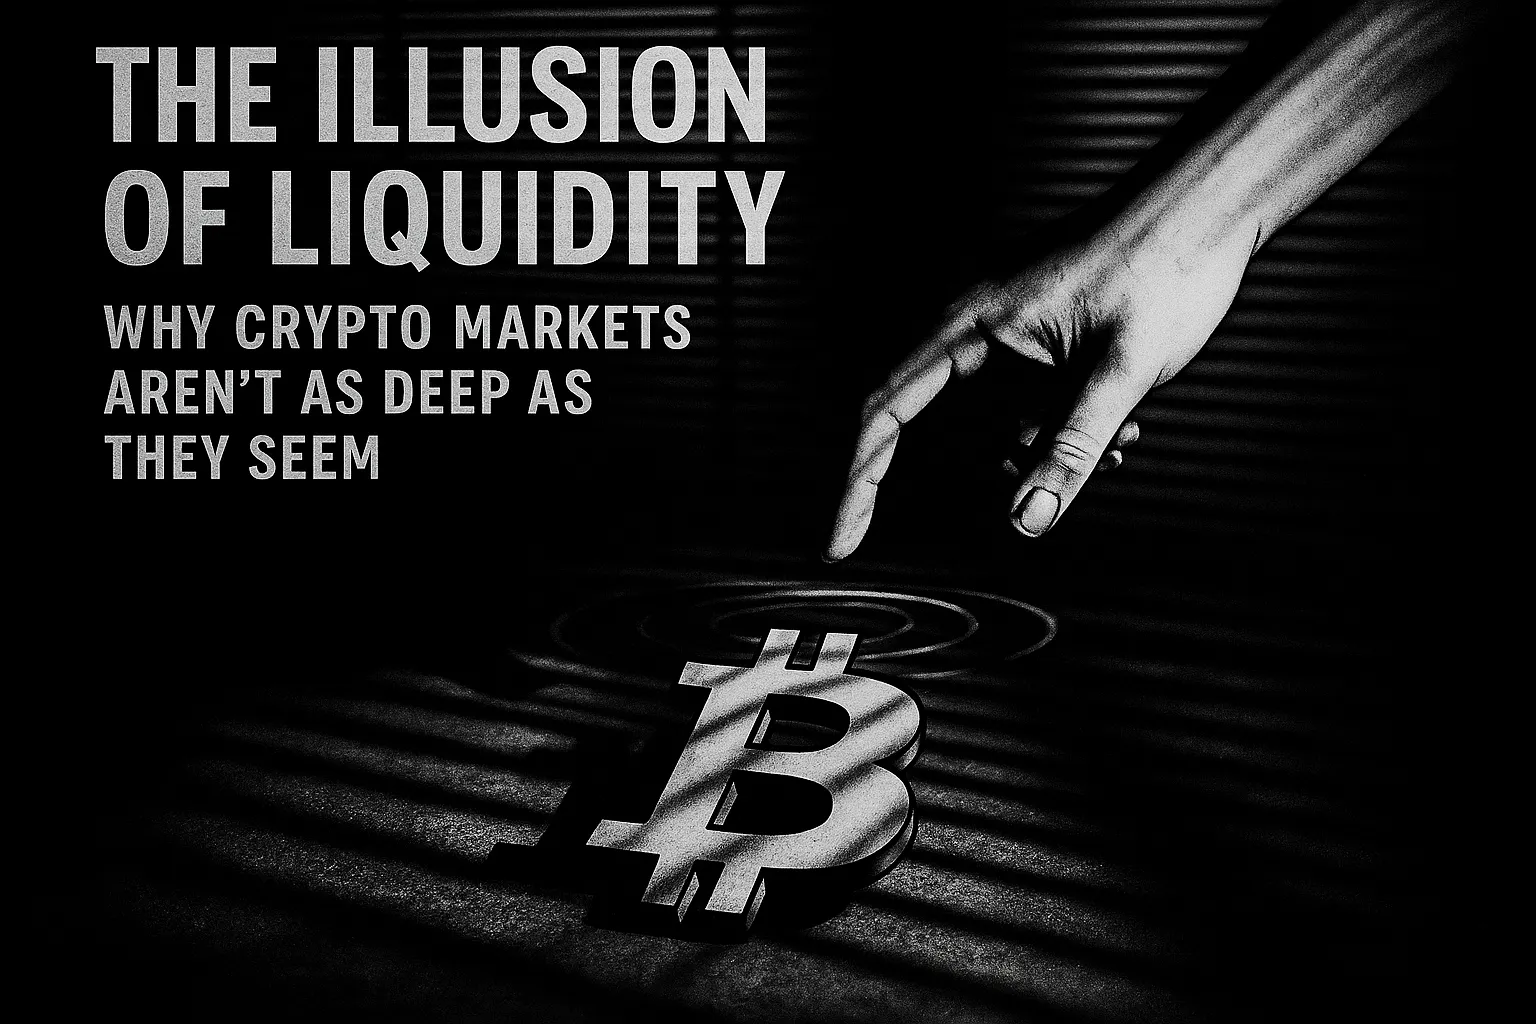 THE ILLUSION
OF LIQUIDITY
WHY CRYPTO MARKETS
AREN’T AS DEEP AS
THEY SEEM